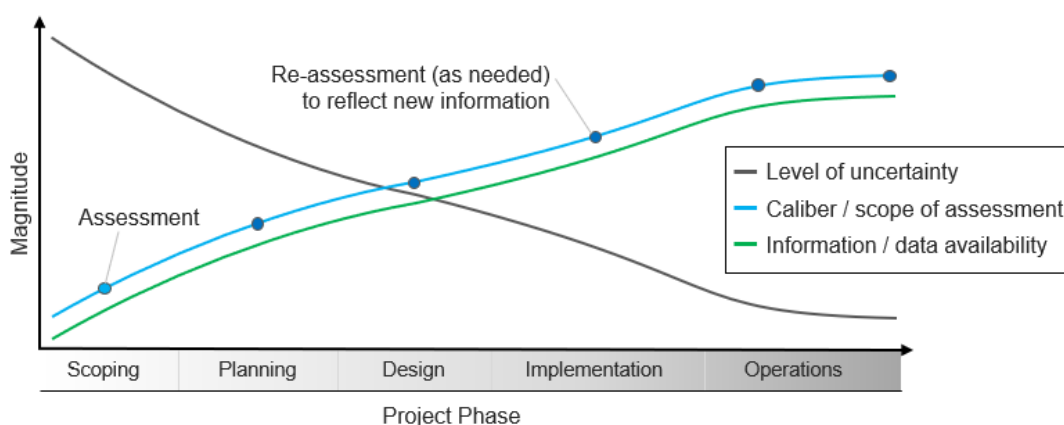 Re-assessment (as needed)
to reflect new information
Assessment
Magnitude
Level of uncertainty
Caliber / scope of assessment
Information / data availability
Scoping
Planning
Design
Implementation
Operations
Project Phase